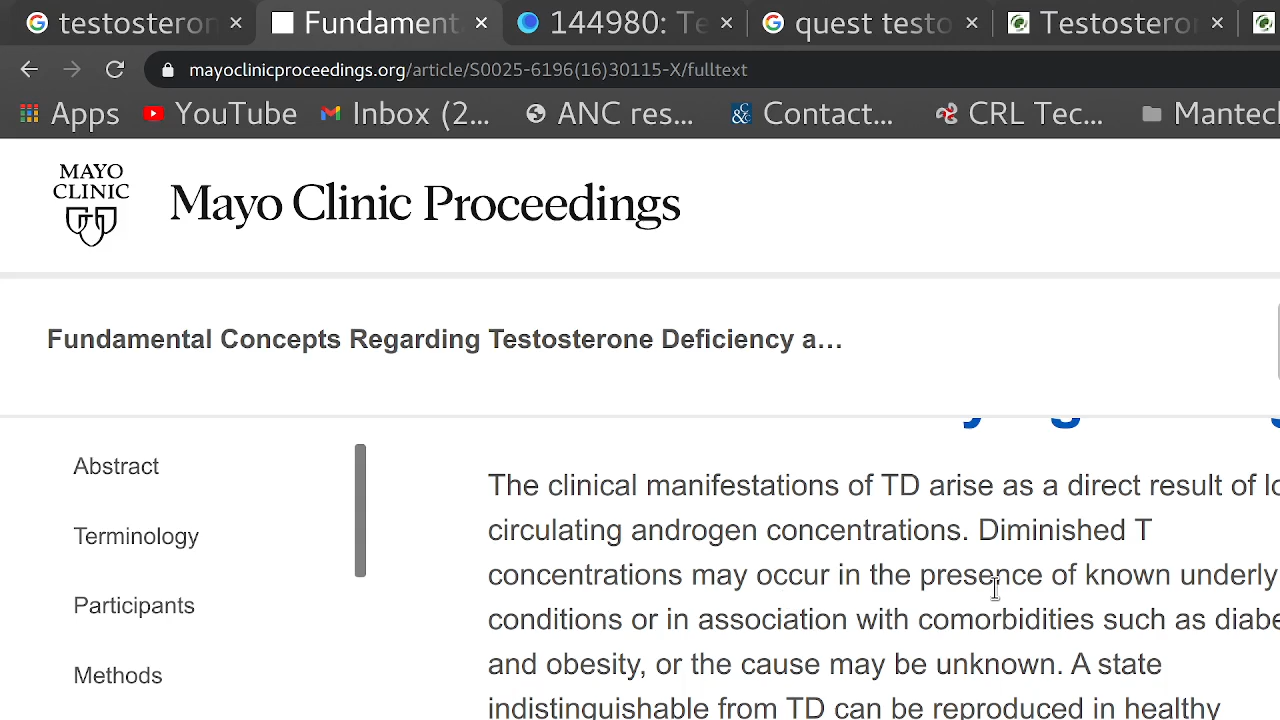 testosteron
Fundament
144980: Te
quest testo
Testosteron
mayoclinicproceedings.org/article/S0025-6196(16)30115-X/fulltext
Apps
YouTube
Inbox (2...
ANC res...
Contact...
CRL Tec...
Mantech
MAYO
CLINIC
Mayo Clinic Proceedings
Fundamental Concepts Regarding Testosterone Deficiency a...
Abstract
Terminology
Participants
Methods
The clinical manifestations of TD arise as a direct result of lo
circulating androgen concentrations. Diminished T
concentrations may occur in the presence of known underly
conditions or in association with comorbidities such as diabe
and obesity, or the cause may be unknown. A state
indistinguishable from TD can be reproduced in healthy